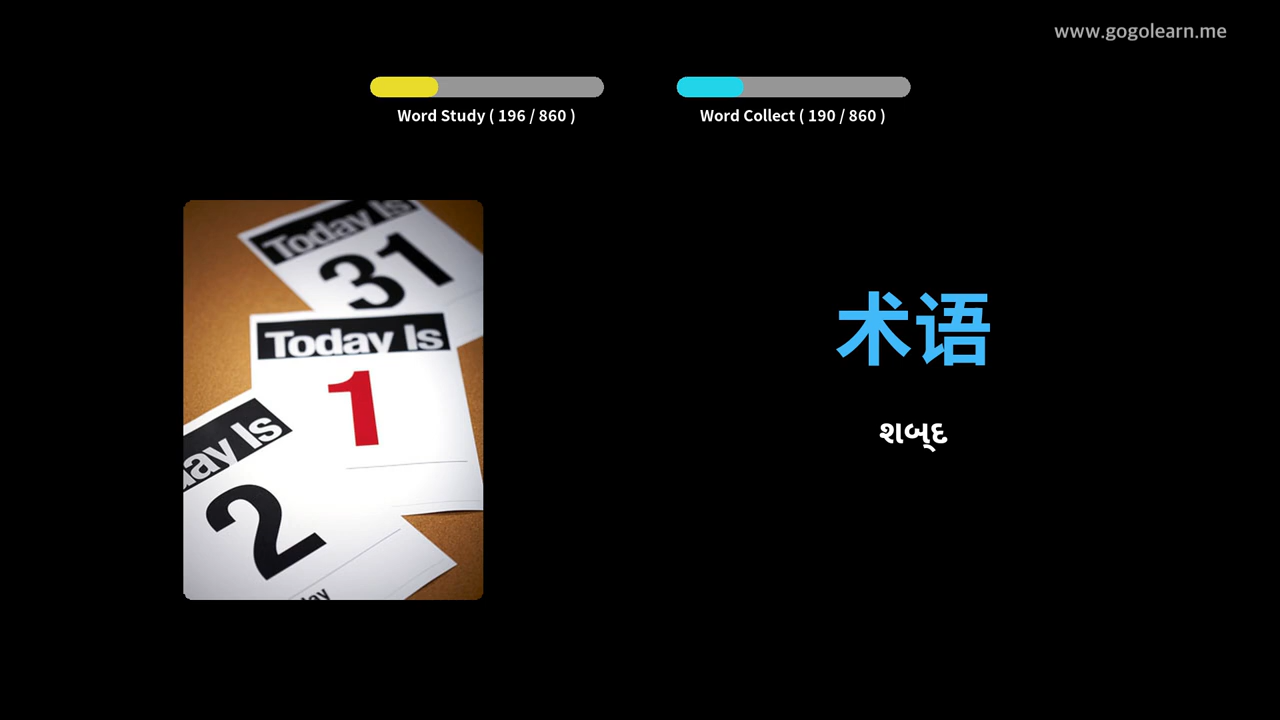 www.gogolearn.me
Word Study ( 196 / 860 )
Word Collect ( 190 / 860 )
Today Is
31
Today Is
1
ay Is
2
ay
术语
શબ્દ